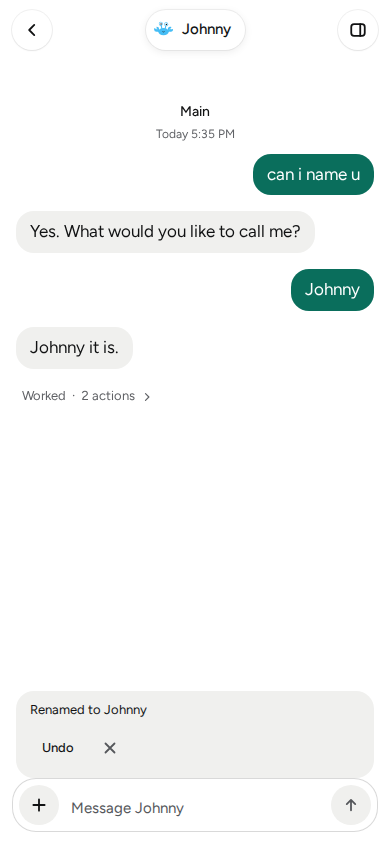 Johnny
Main
Today 5:35 PM
can i name u
Yes. What would you like to call me?
Johnny
Johnny it is.
Worked · 2 actions
Renamed to Johnny
Undo
Message Johnny